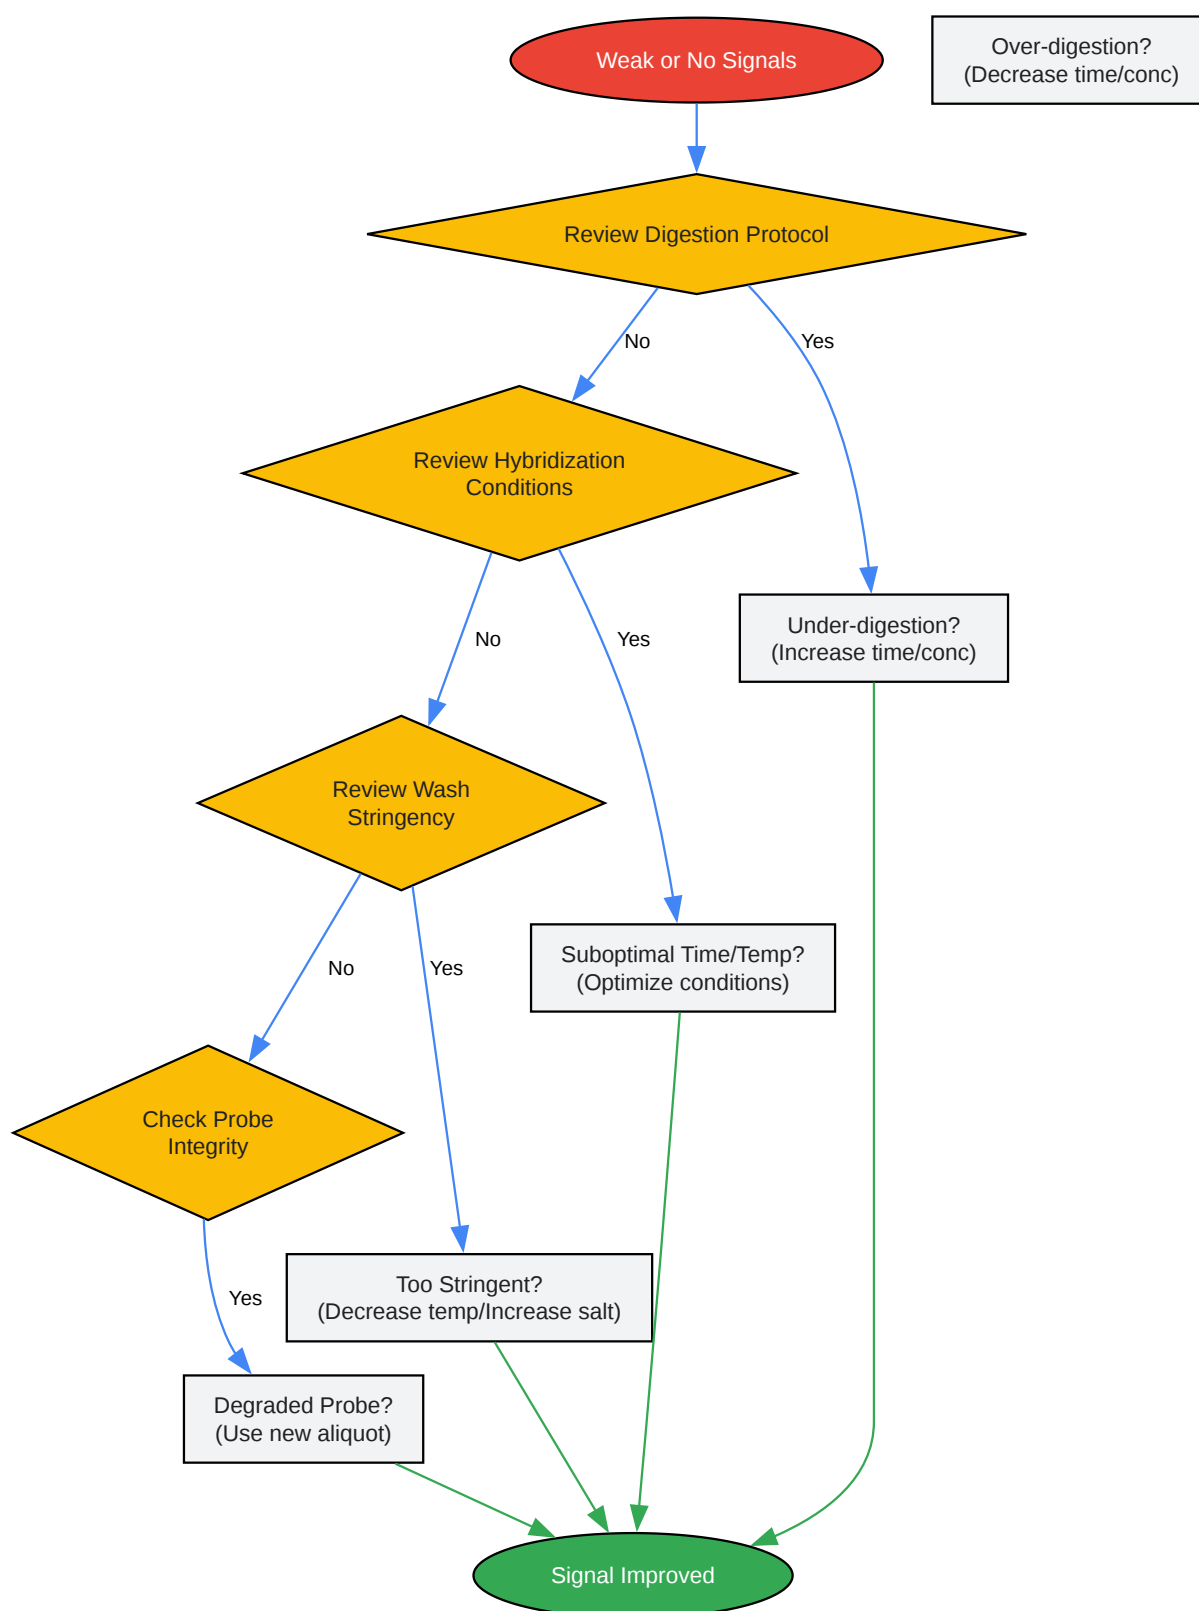 Weak or No Signals
Over-digestion?
(Decrease time/conc)
Review Digestion Protocol
No
Yes
Review Hybridization
Conditions
No
Yes
Under-digestion?
(Increase time/conc)
Review Wash
Stringency
No
Yes
Suboptimal Time/Temp?
(Optimize conditions)
Check Probe
Integrity
Yes
Too Stringent?
(Decrease temp/Increase salt)
Degraded Probe?
(Use new aliquot)
Signal Improved